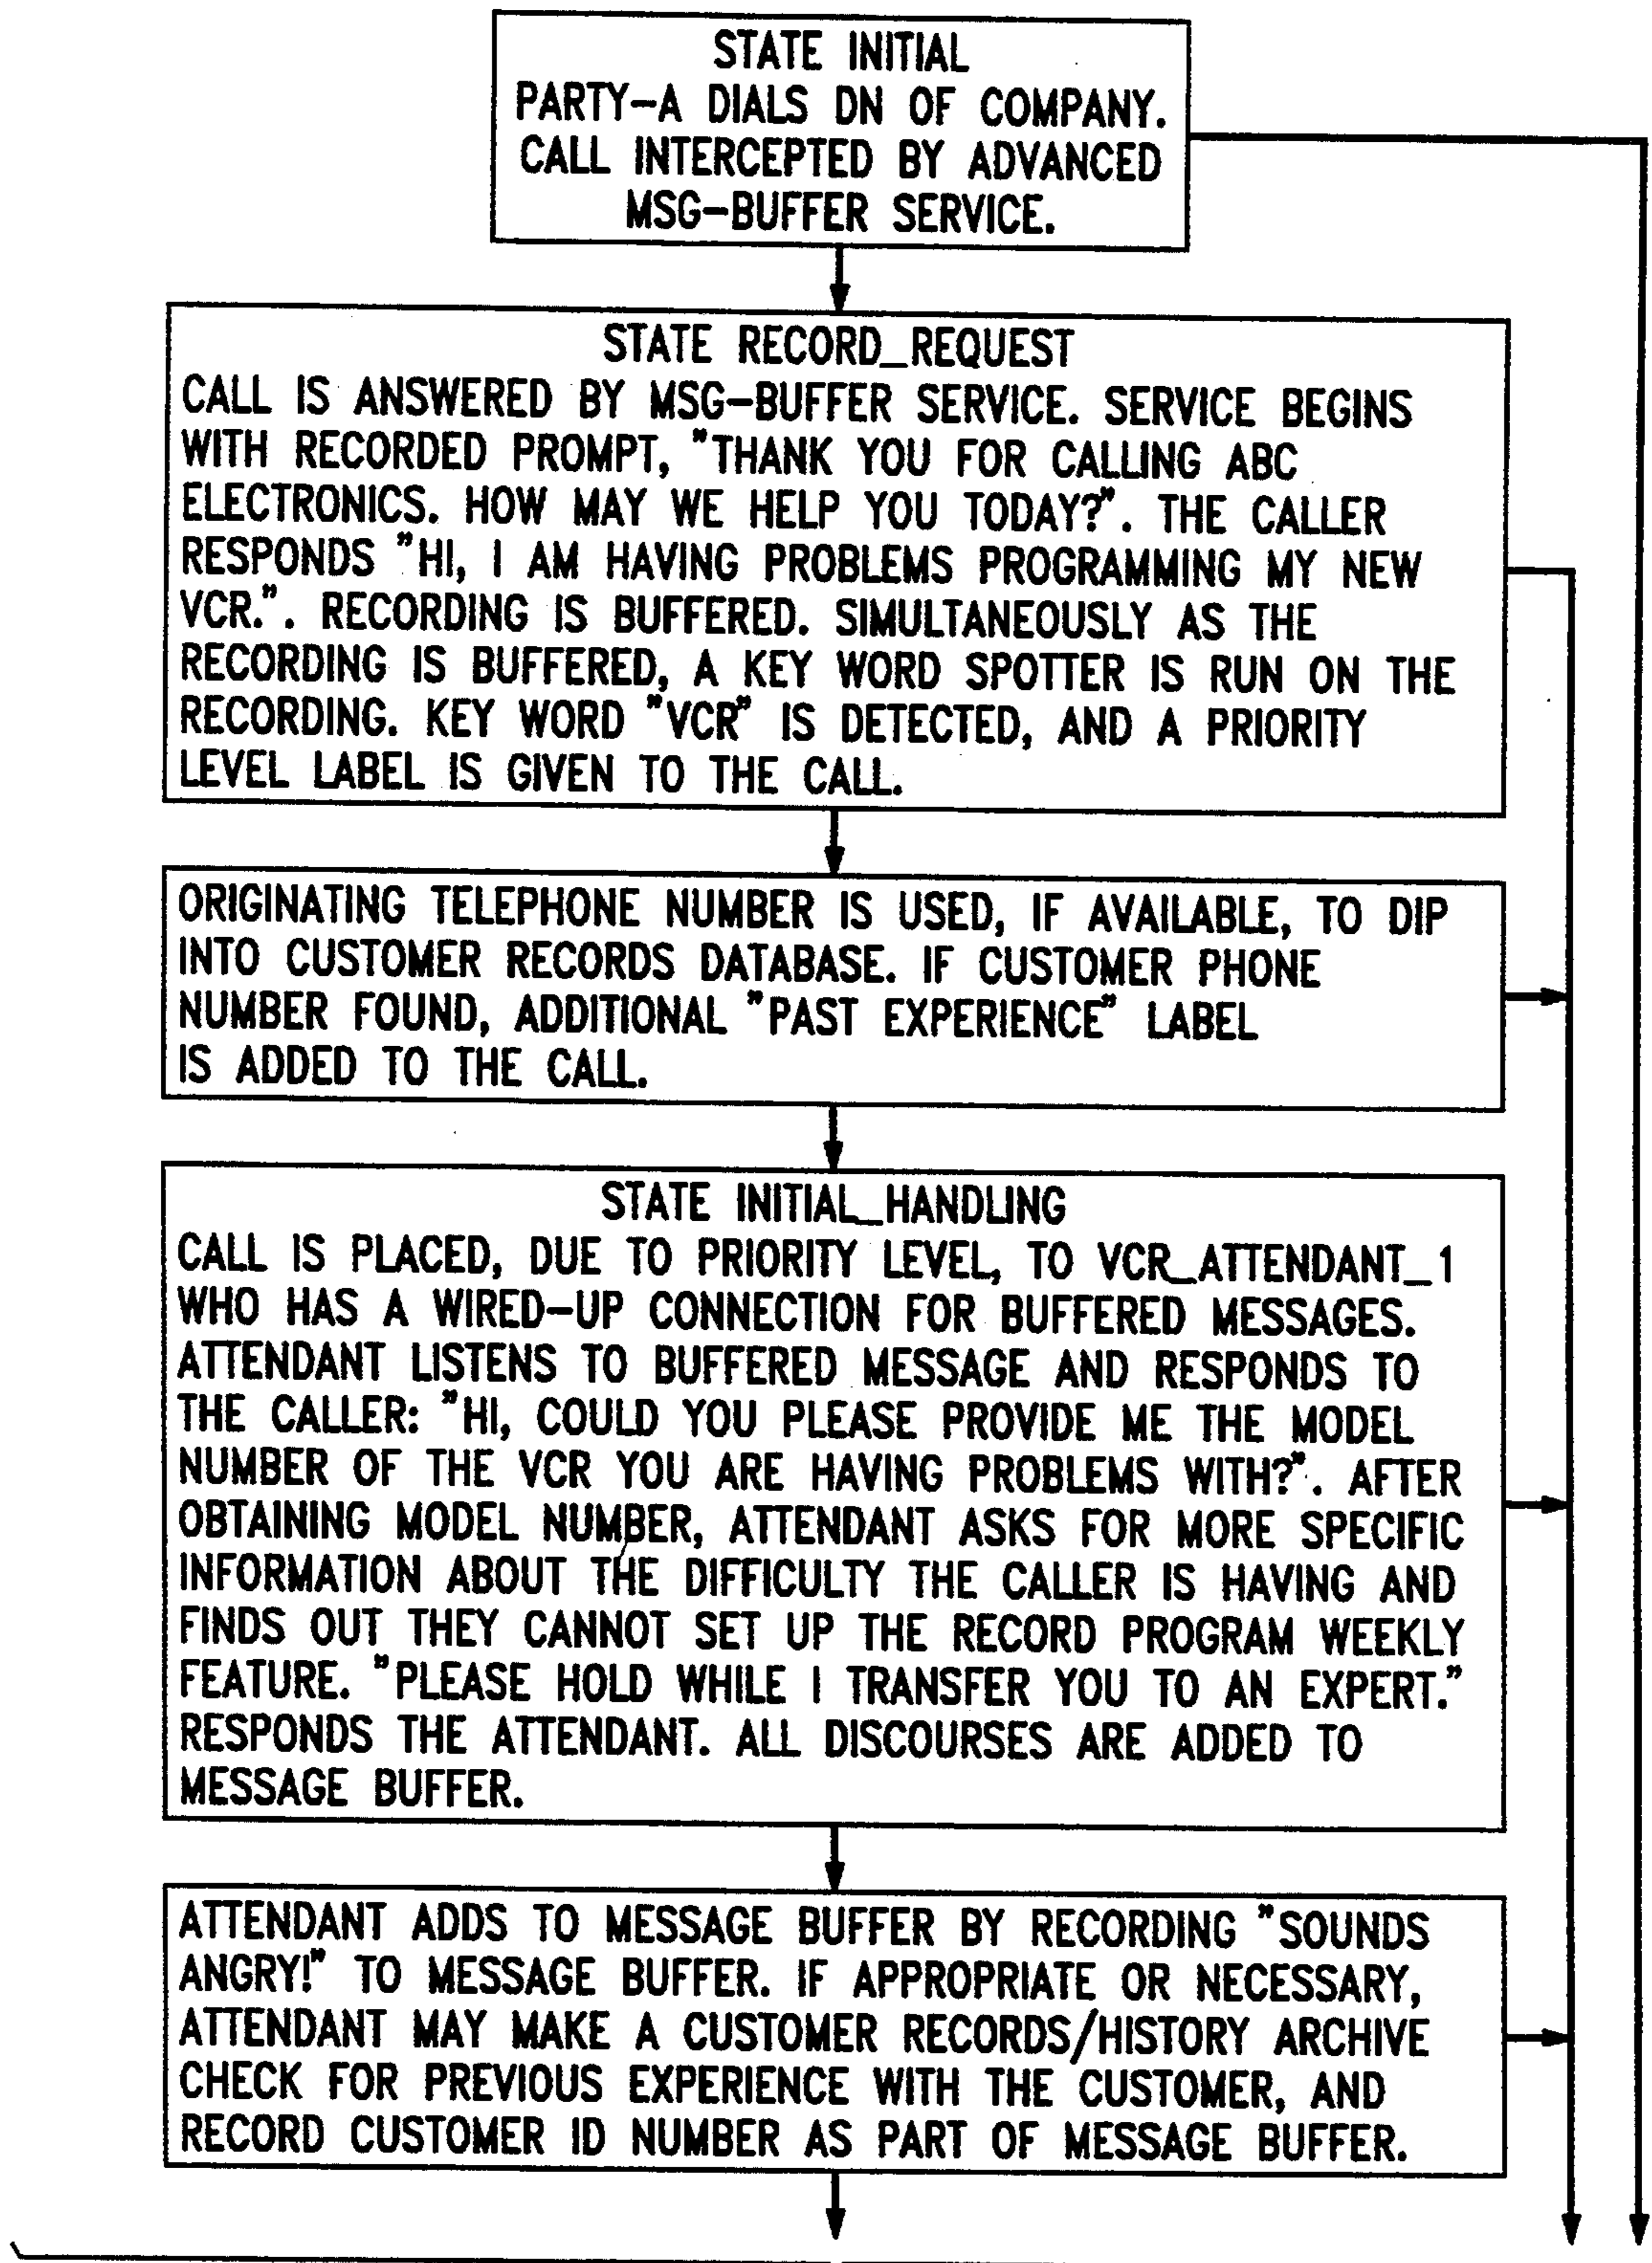 STATE INITIAL
PARTY-A DIALS DN OF COMPANY.
CALL INTERCEPTED BY ADVANCED
MSG-BUFFER SERVICE.
STATE RECORD_REQUEST
CALL IS ANSWERED BY MSG-BUFFER SERVICE. SERVICE BEGINS
WITH RECORDED PROMPT, "THANK YOU FOR CALLING ABC
ELECTRONICS. HOW MAY WE HELP YOU TODAY?". THE CALLER
RESPONDS "HI, I AM HAVING PROBLEMS PROGRAMMING MY NEW
VCR.". RECORDING IS BUFFERED. SIMULTANEOUSLY AS THE
RECORDING IS BUFFERED, A KEY WORD SPOTTER IS RUN ON THE
RECORDING. KEY WORD "VCR" IS DETECTED, AND A PRIORITY
LEVEL LABEL IS GIVEN TO THE CALL.
ORIGINATING TELEPHONE NUMBER IS USED, IF AVAILABLE, TO DIP
INTO CUSTOMER RECORDS DATABASE. IF CUSTOMER PHONE
NUMBER FOUND, ADDITIONAL "PAST EXPERIENCE" LABEL
IS ADDED TO THE CALL.
STATE INITIAL_HANDLING
CALL IS PLACED, DUE TO PRIORITY LEVEL, TO VCR_ATTENDANT_1
WHO HAS A WIRED-UP CONNECTION FOR BUFFERED MESSAGES.
ATTENDANT LISTENS TO BUFFERED MESSAGE AND RESPONDS TO
THE CALLER: "HI, COULD YOU PLEASE PROVIDE ME THE MODEL
NUMBER OF THE VCR YOU ARE HAVING PROBLEMS WITH?". AFTER
OBTAINING MODEL NUMBER, ATTENDANT ASKS FOR MORE SPECIFIC
INFORMATION ABOUT THE DIFFICULTY THE CALLER IS HAVING AND
FINDS OUT THEY CANNOT SET UP THE RECORD PROGRAM WEEKLY
FEATURE. "PLEASE HOLD WHILE I TRANSFER YOU TO AN EXPERT."
RESPONDS THE ATTENDANT. ALL DISCOURSES ARE ADDED TO
MESSAGE BUFFER.
ATTENDANT ADDS TO MESSAGE BUFFER BY RECORDING "SOUNDS
ANGRY!" TO MESSAGE BUFFER. IF APPROPRIATE OR NECESSARY,
ATTENDANT MAY MAKE A CUSTOMER RECORDS/HISTORY ARCHIVE
CHECK FOR PREVIOUS EXPERIENCE WITH THE CUSTOMER, AND
RECORD CUSTOMER ID NUMBER AS PART OF MESSAGE BUFFER.